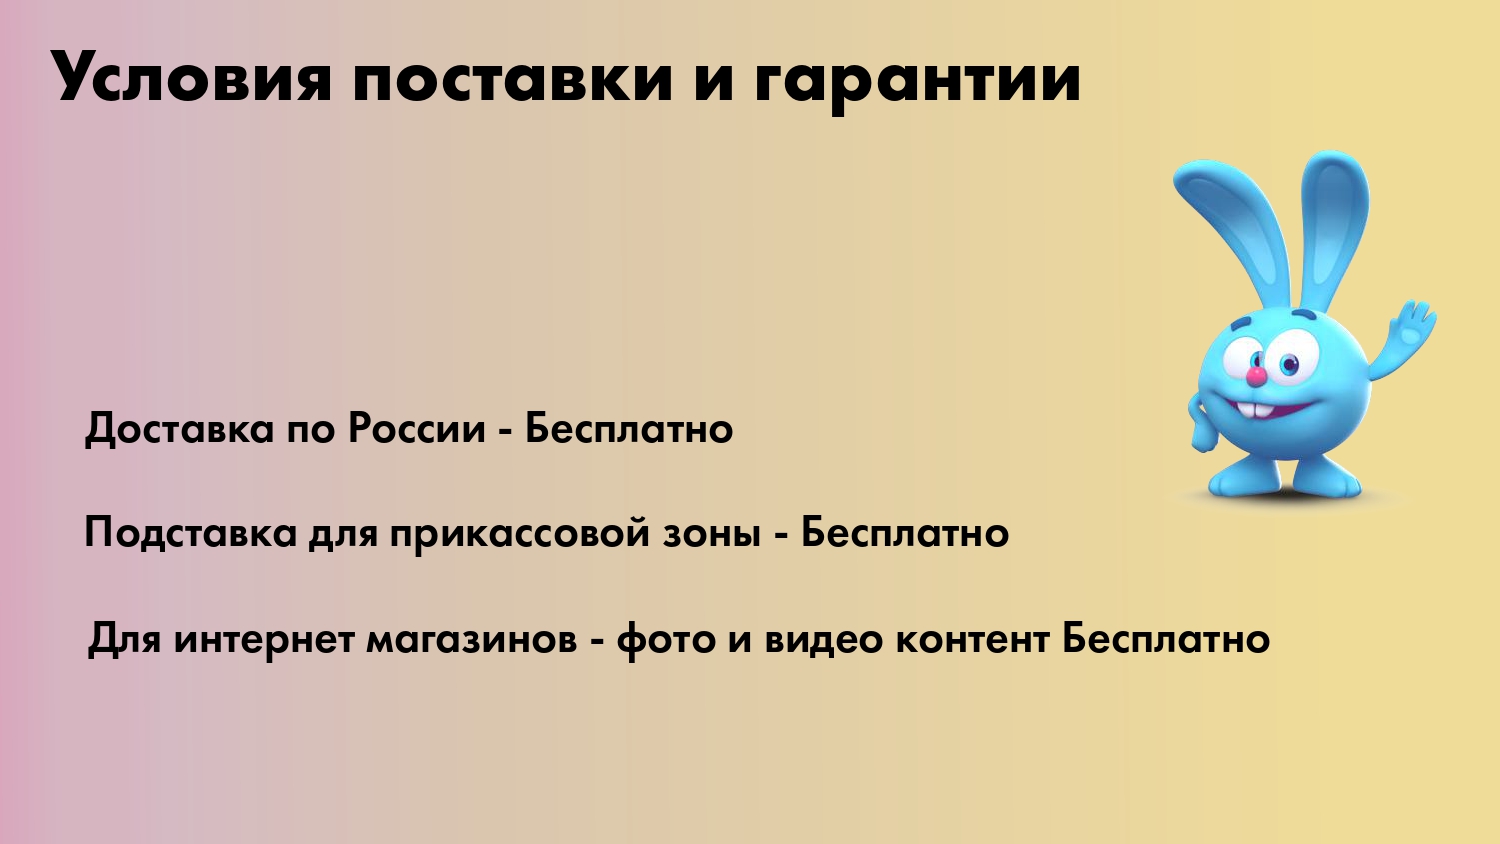 Условия поставки и гарантии
Доставка по России - Бесплатно
Подставка для прикассовой зоны - Бесплатно
Для интернет магазинов - фото и видео контент Бесплатно